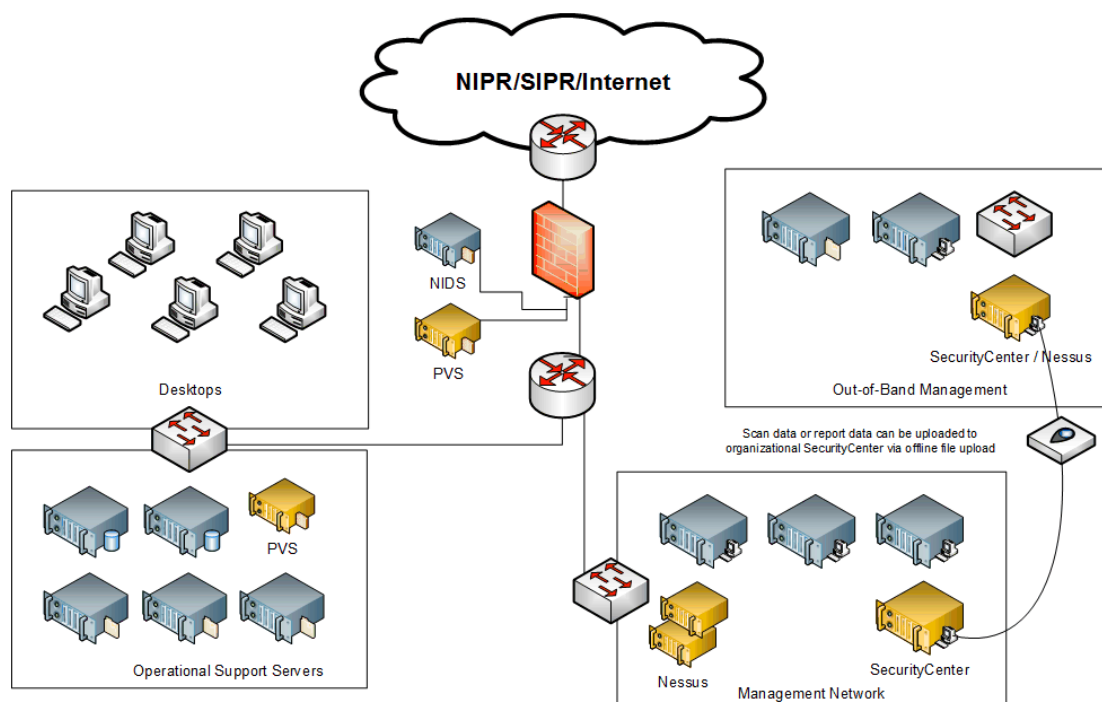 NIPR/SIPR/Internet
NIDS
PVS
Desktops
SecurityCenter / Nessus
Out-of-Band Management
Scan data or report data can be uploaded to
organizational SecurityCenter via offline file upload
PVS
Operational Support Servers
Nessus
SecurityCenter
Management Network